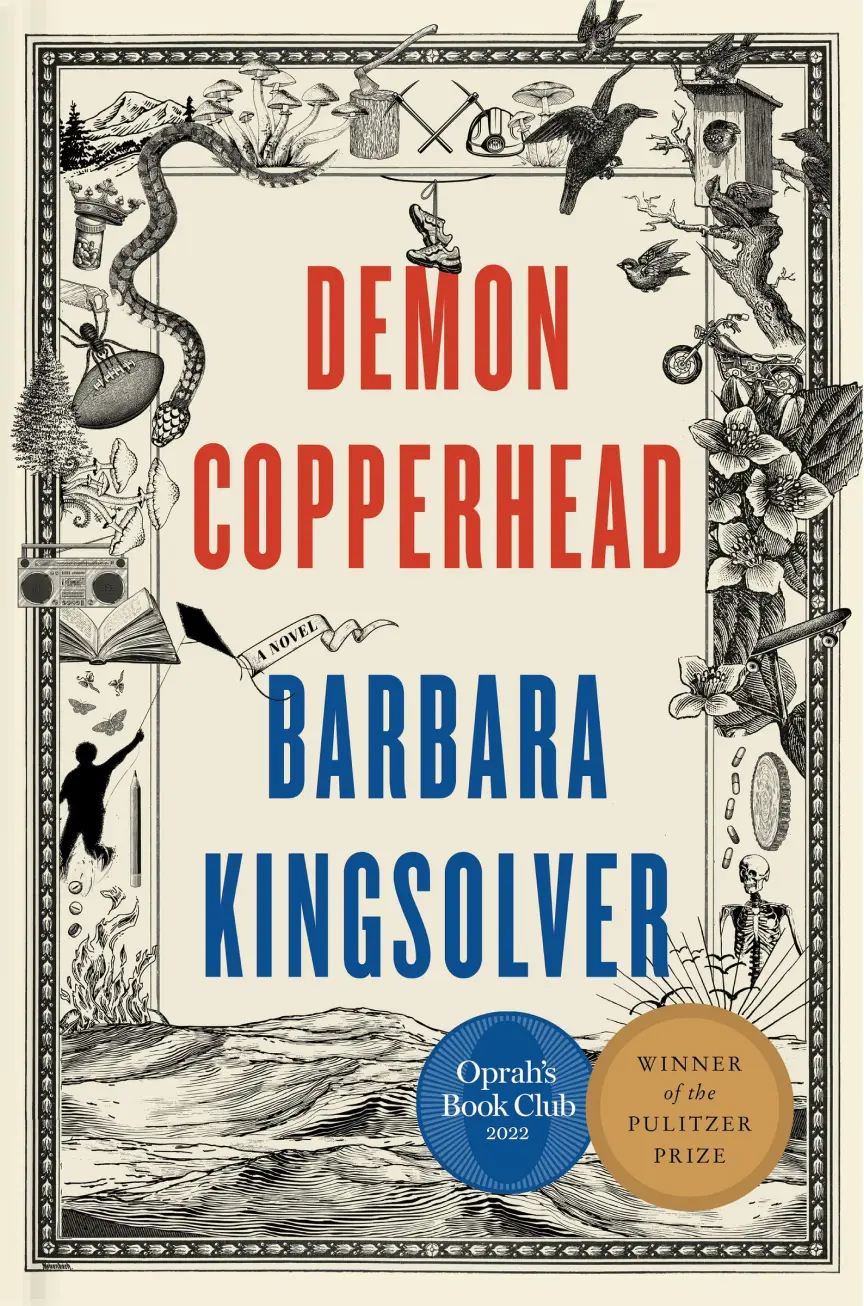 DEMON
COPPERHEAD
A NOVEL
BARBARA
KINGSOLVER
Oprah's
Book Club
2022
WINNER
of the
PULITZER
PRIZE